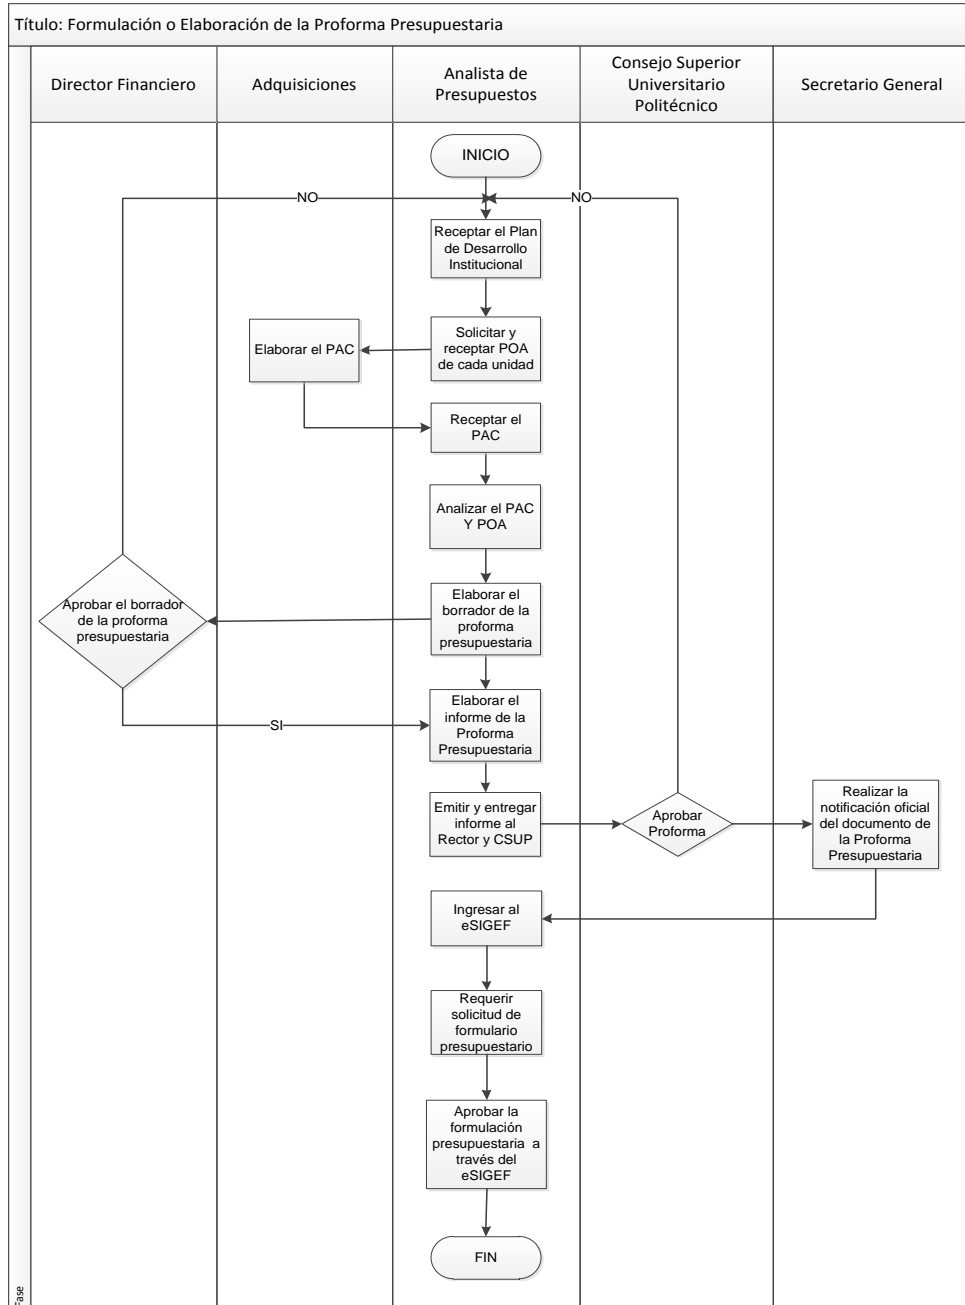 Título: Formulación o Elaboración de la Proforma Presupuestaria
Director Financiero
Adquisiciones
Analista de
Presupuestos
Consejo Superior
Universitario
Politécnico
Secretario General
INICIO
NO
NO
Receptar el Plan
de Desarrollo
Institucional
Solicitar y
receptar POA
de cada unidad
Elaborar el PAC
Receptar el
PAC
Analizar el PAC
Y POA
Elaborar el
borrador de la
proforma
presupuestaria
Aprobar el borrador
de la proforma
presupuestaria
Elaborar el
informe de la
Proforma
Presupuestaria
SI
Emitir y entregar
informe al
Rector y CSUP
Aprobar
Proforma
Realizar la
notificación oficial
del documento de
la Proforma
Presupuestaria
Ingresar al
eSIGEF
Requerir
solicitud de
formulario
presupuestario
Aprobar la
formulación
presupuestaria a
través del
eSIGEF
FIN
Fase